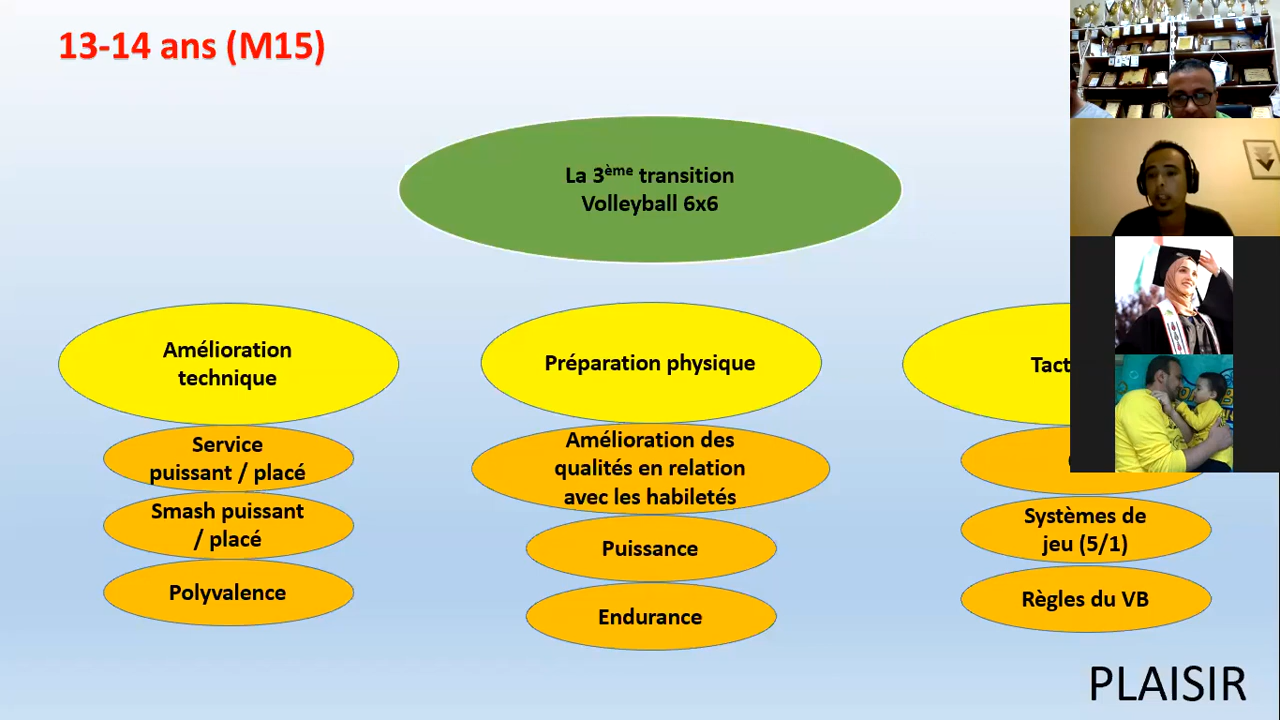 13-14 ans (M15)
La 3ème transition
Volleyball 6x6
Amélioration
technique
Service
puissant / placé
Smash puissant
/ placé
Polyvalence
Préparation physique
Amélioration des
qualités en relation
avec les habiletés
Puissance
Endurance
Systèmes de
jeu (5/1)
Règles du VB
PLAISIR